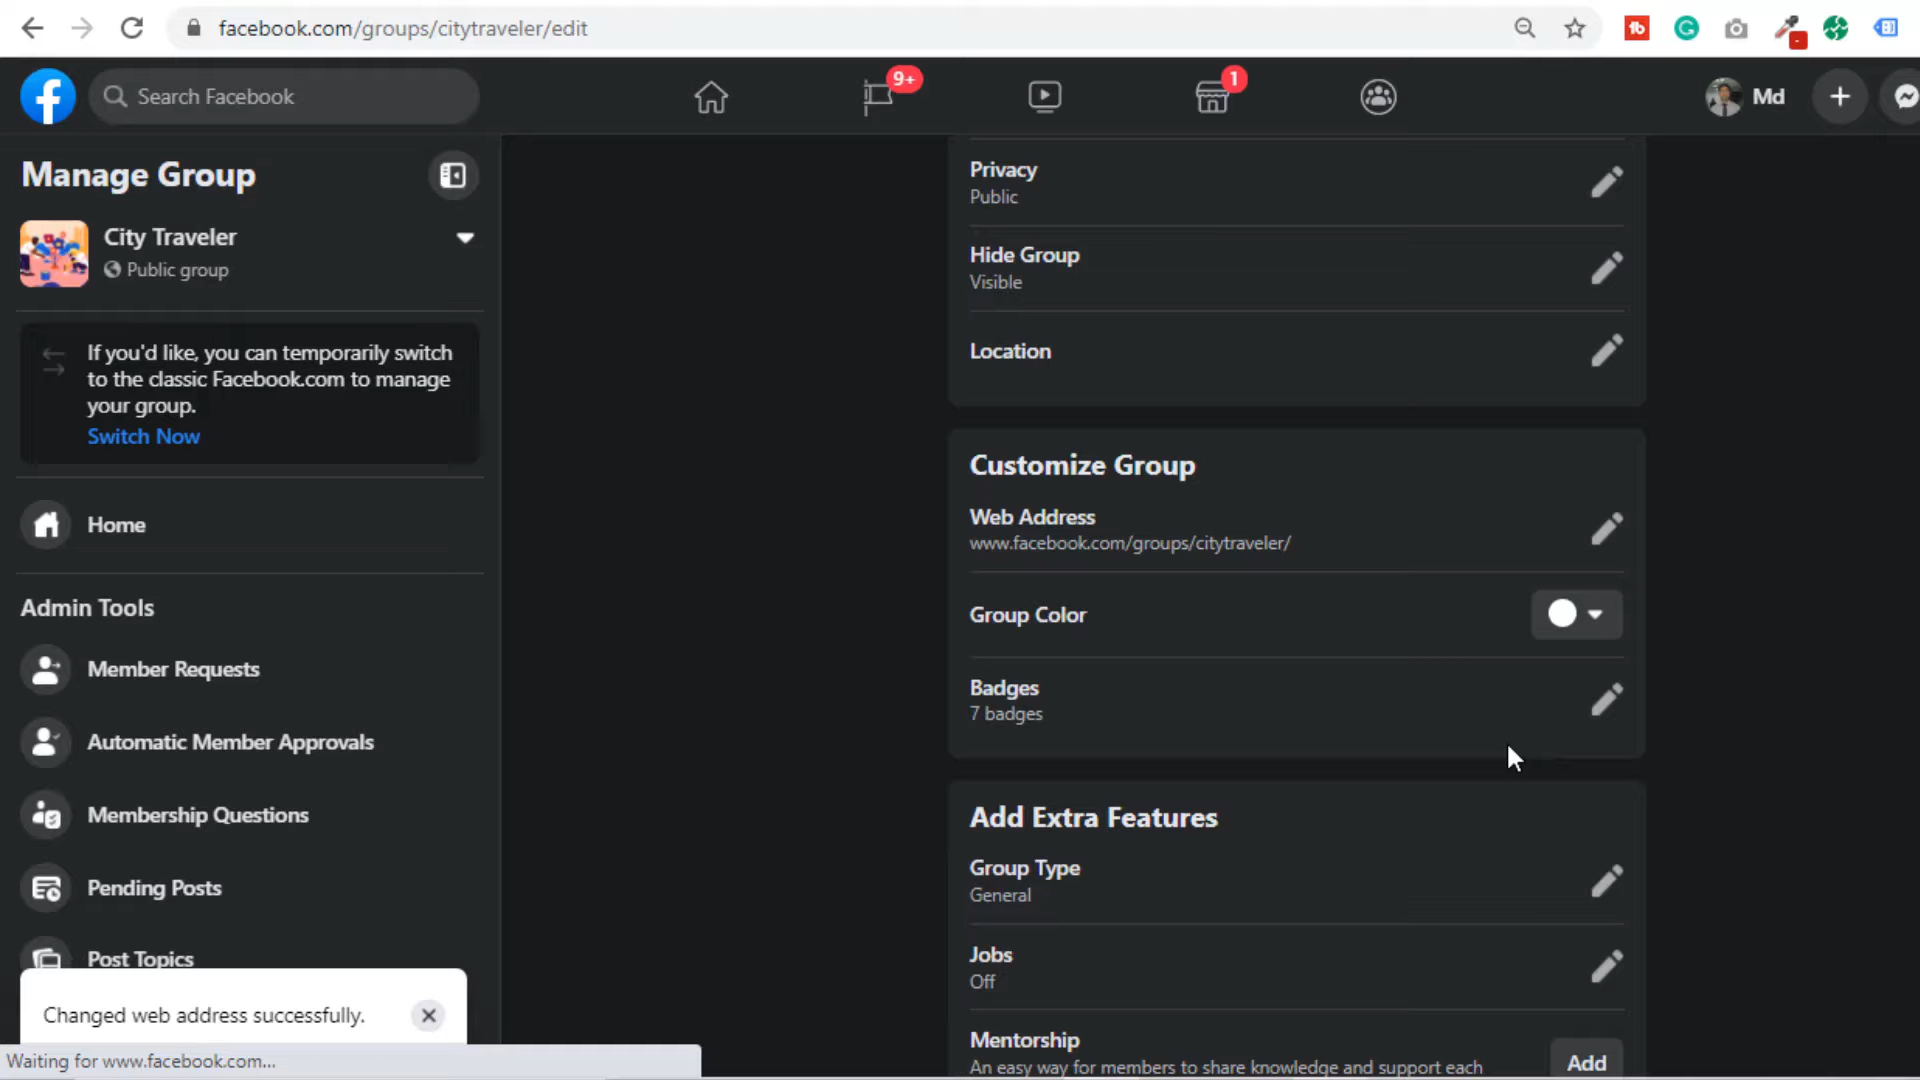 facebook.com/groups/citytraveler/edit
Search Facebook
9+
1
Md
Manage Group
City Traveler
Public group
If you'd like, you can temporarily switch
to the classic Facebook.com to manage
your group.
Switch Now
Home
Admin Tools
Member Requests
Automatic Member Approvals
Membership Questions
Pending Posts
Post Topics
Changed web address successfully.
Waiting for www.facebook.com...
Privacy
Public
Hide Group
Visible
Location
Customize Group
Web Address
www.facebook.com/groups/citytraveler/
Group Color
Badges
7 badges
Add Extra Features
Group Type
General
Jobs
Off
Mentorship
An easy way for members to share knowledge and support each
Add